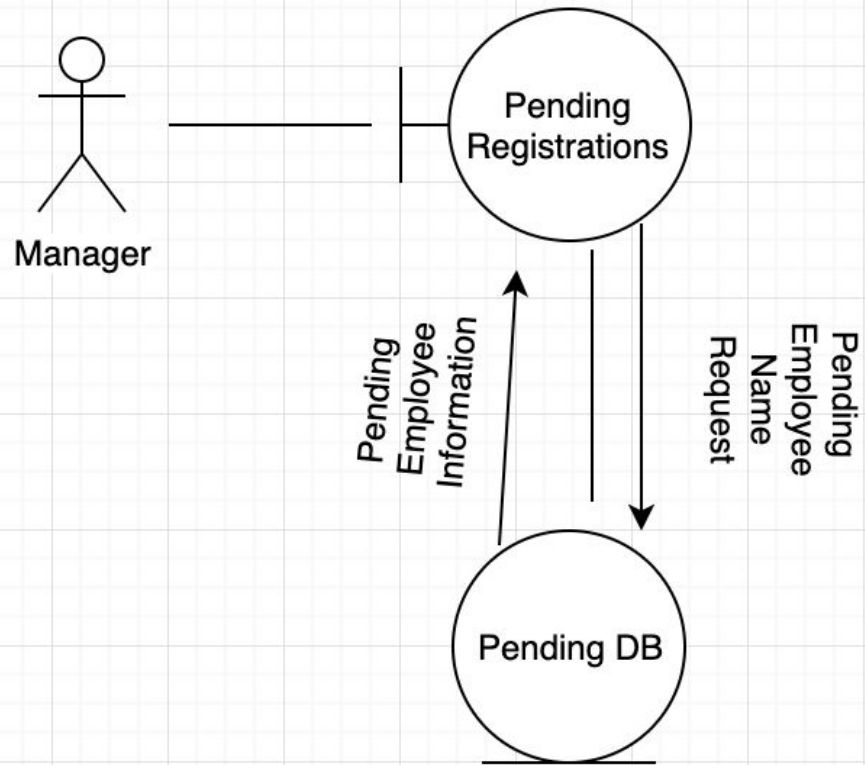 Pending
Registrations
Manager
Pending
Employee
Information
Pending
Employee
Name
Request
Pending DB